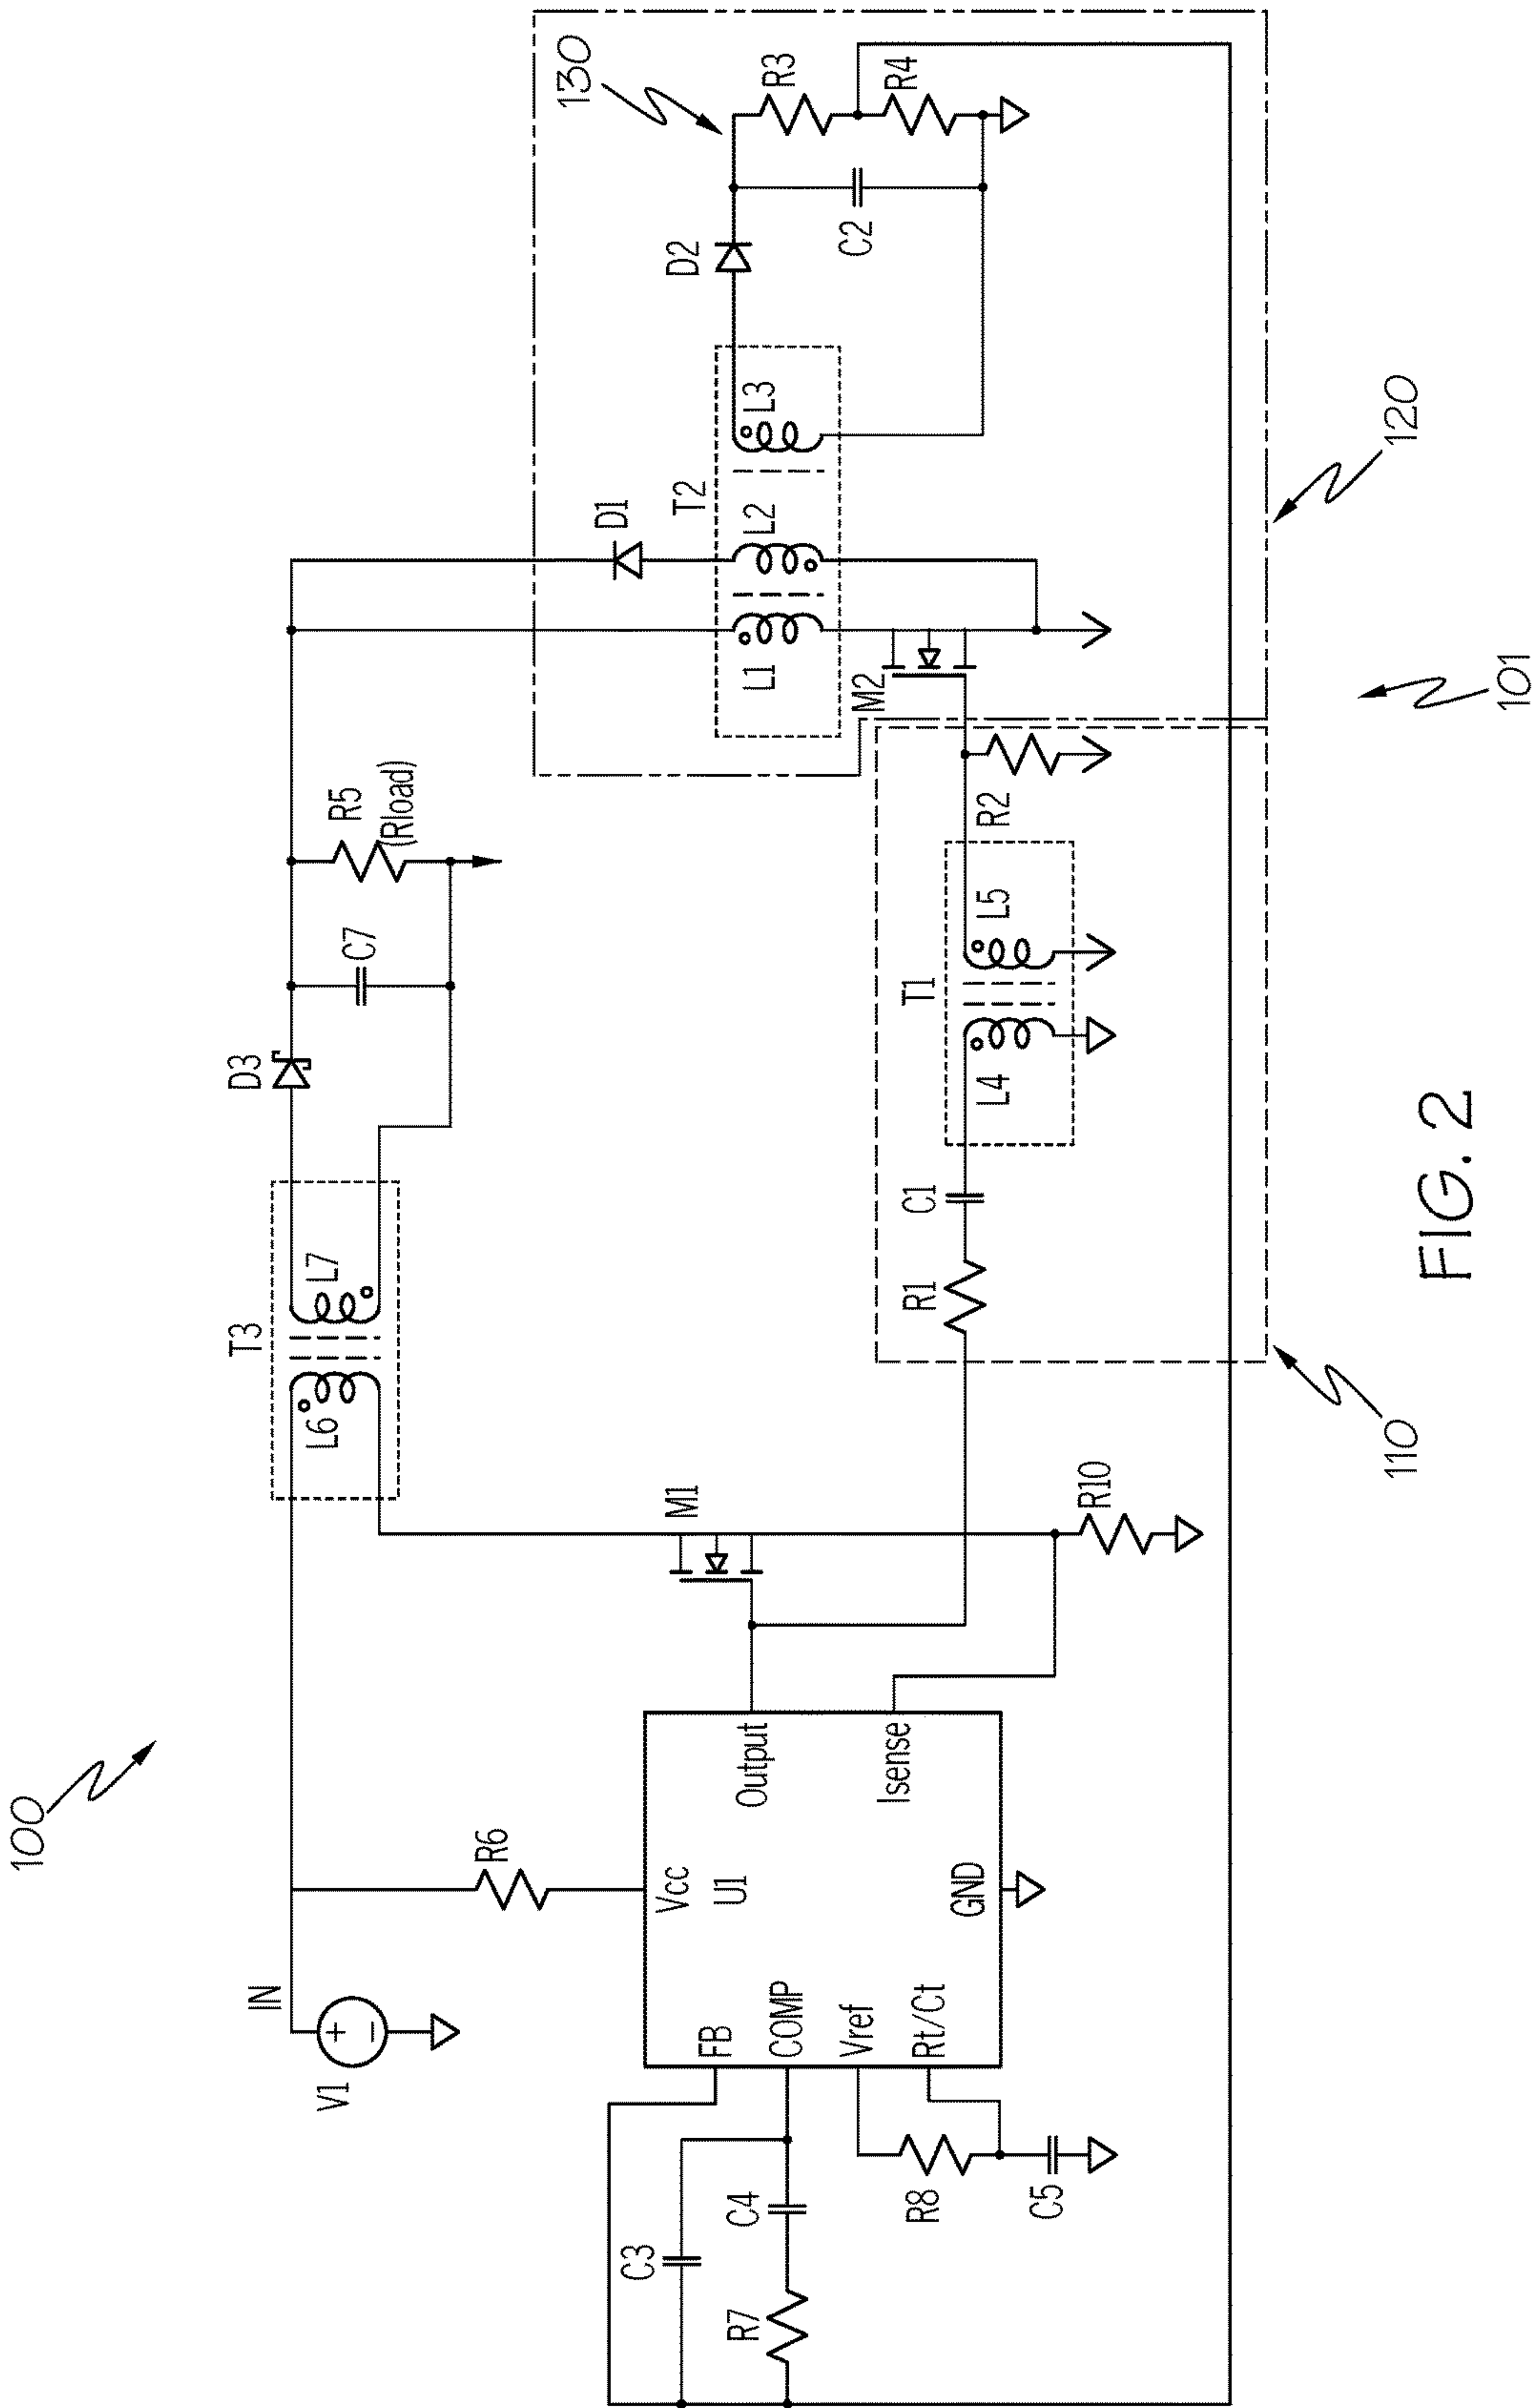 100
T3
D3
L6
L7
C7
R5
(Rload)
IN
V1
R6
M1
D1
T2
L1
L2
L3
D2
130
R3
R4
C2
M2
FB
COMP
Vref
Rt/Ct
Vcc
U1
GND
Output
Isense
C3
C4
R7
R8
C5
R1
C1
T1
L4
L5
R2
R10
110
101
120
FIG. 2